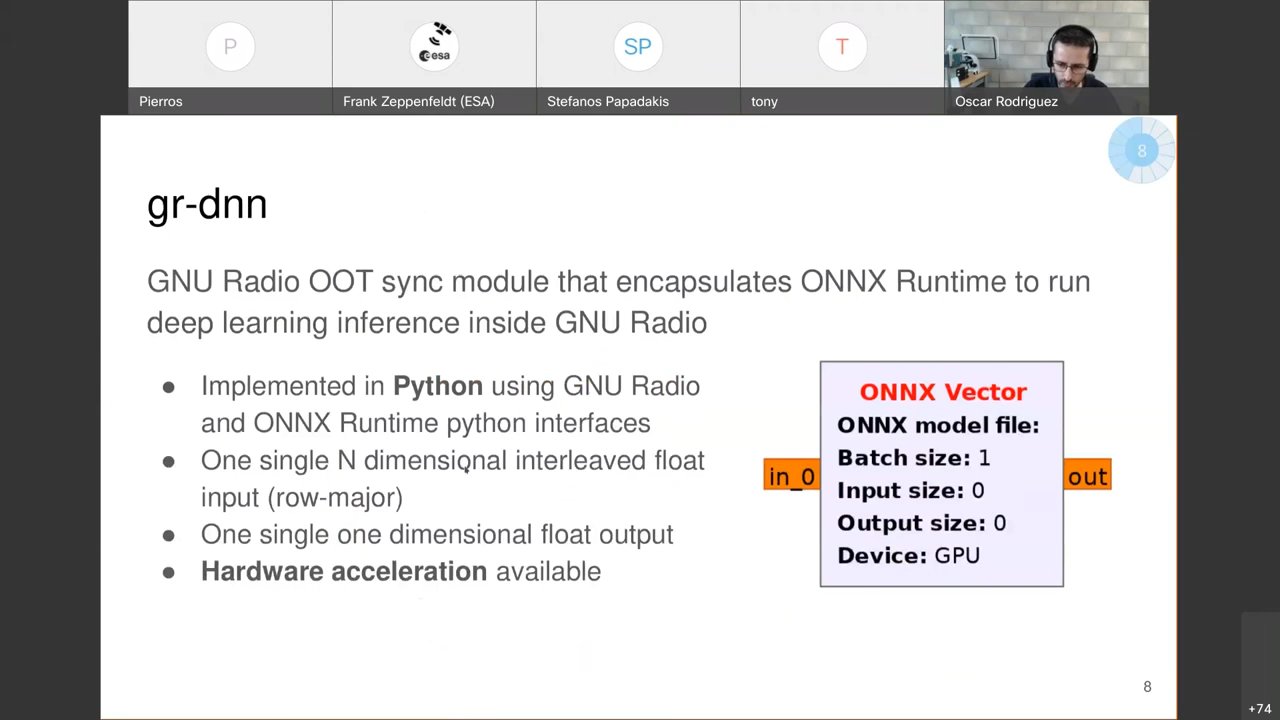 P
esa
SP
T
Pierros
Frank Zeppenfeldt (ESA)
Stefanos Papadakis
tony
Oscar Rodriguez
8
gr-dnn
GNU Radio OOT sync module that encapsulates ONNX Runtime to run
deep learning inference inside GNU Radio
● Implemented in Python using GNU Radio
and ONNX Runtime python interfaces
● One single N dimensional interleaved float
input (row-major)
● One single one dimensional float output
● Hardware acceleration available
ONNX Vector
ONNX model file:
Batch size: 1
Input size: 0
Output size: 0
Device: GPU
in_0
out
8
+74